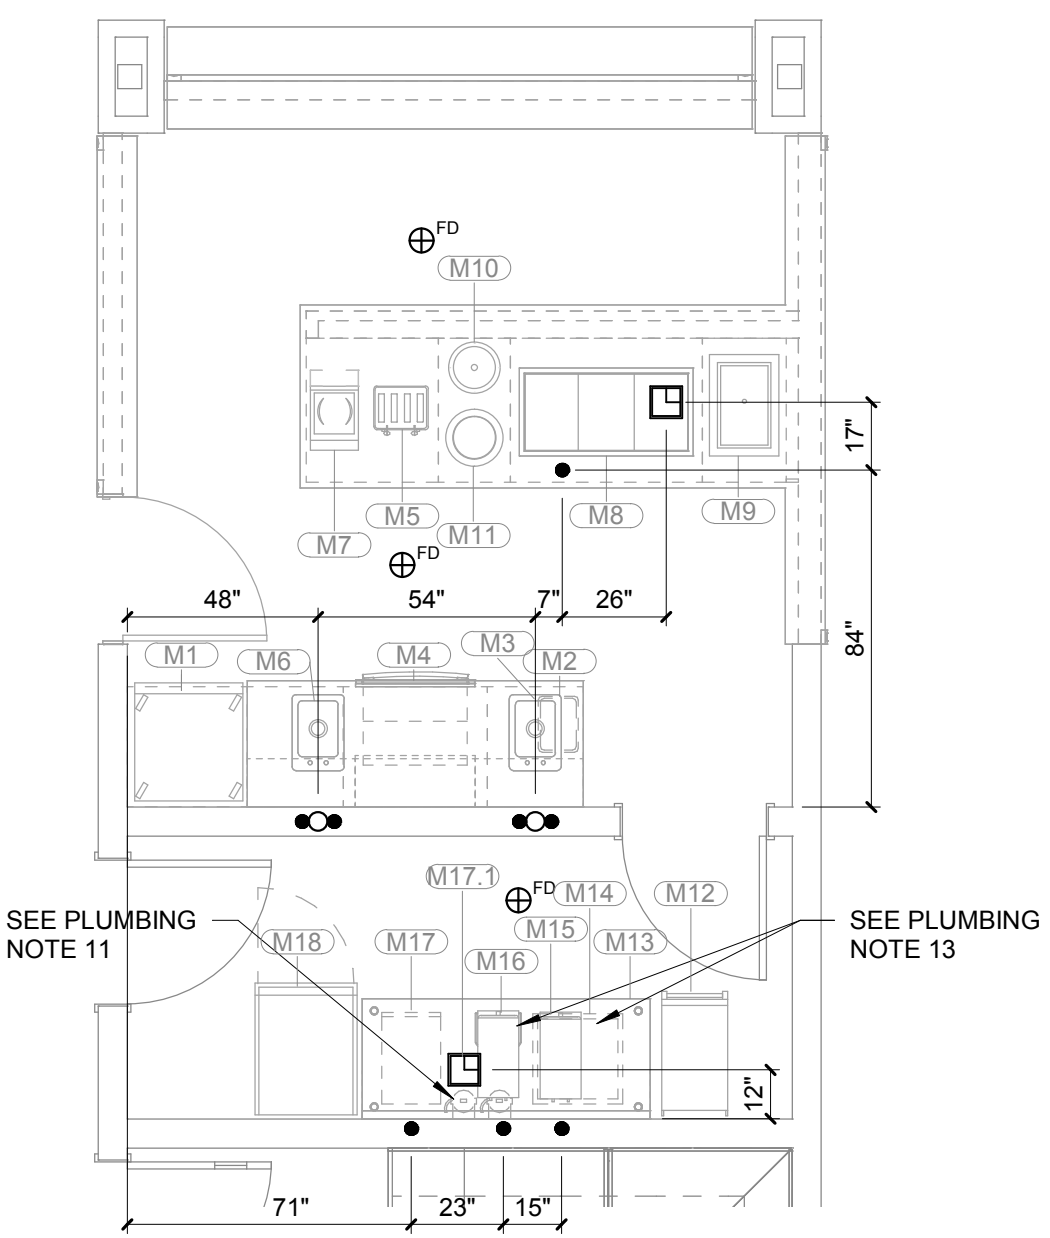 FD
M10
17"
M5
M8
M9
M11
M7
FD
48"
54"
7"
26"
84"
M1
M6
M4
M3
M2
M17.1
FD
M14
M12
SEE PLUMBING
NOTE 11
M18
M17
M15
M13
SEE PLUMBING
NOTE 13
M16
12"
71"
23"
15"